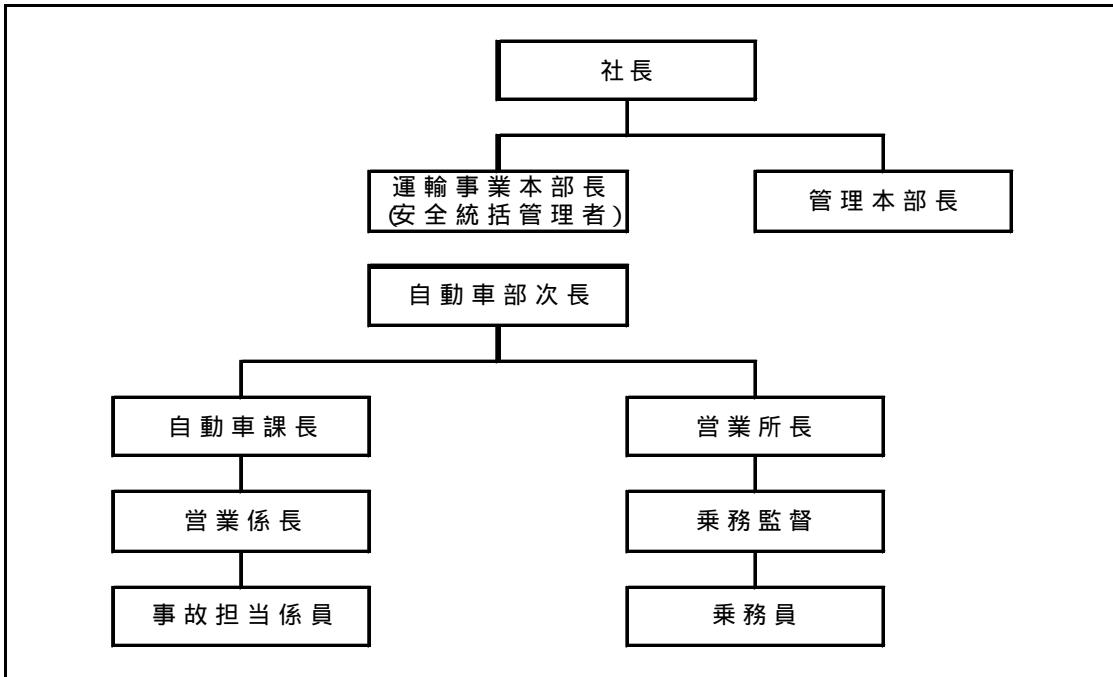 社長
運輸事業本部長
(安全統括管理者)
管理本部長
自動車部次長
自動車課長
営業所長
営業係長
乗務監督
事故担当係員
乗務員